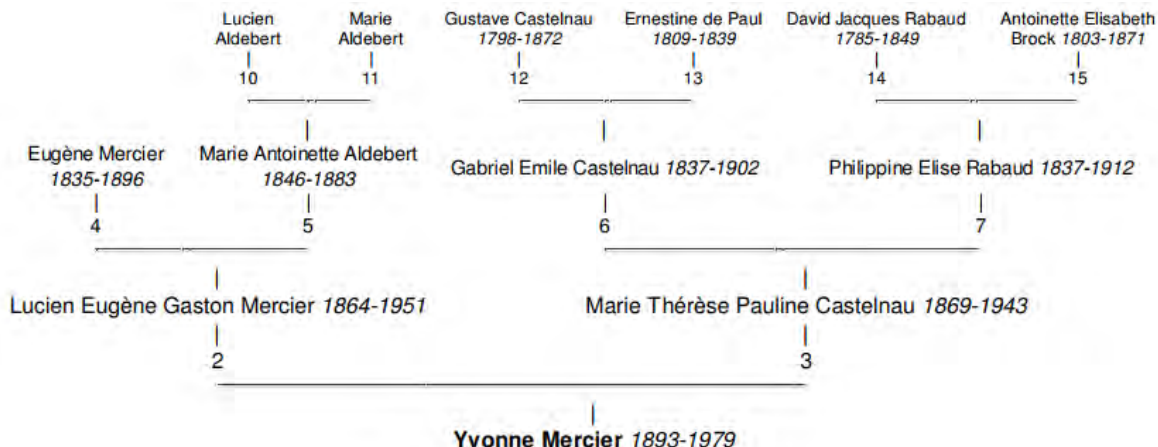 Lucien Aldebert
Marie Aldebert
Gustave Castelnau 1798-1872
Ernestine de Paul 1809-1839
David Jacques Rabaud 1785-1849
Antoinette Elisabeth Brock 1803-1871
10
11
12
13
14
15
Eugène Mercier 1835-1896
Marie Antoinette Aldebert 1846-1883
Gabriel Emile Castelnau 1837-1902
Philippine Elise Rabaud 1837-1912
4
5
6
7
Lucien Eugène Gaston Mercier 1864-1951
Marie Thérèse Pauline Castelnau 1869-1943
2
3
Yvonne Mercier 1893-1979